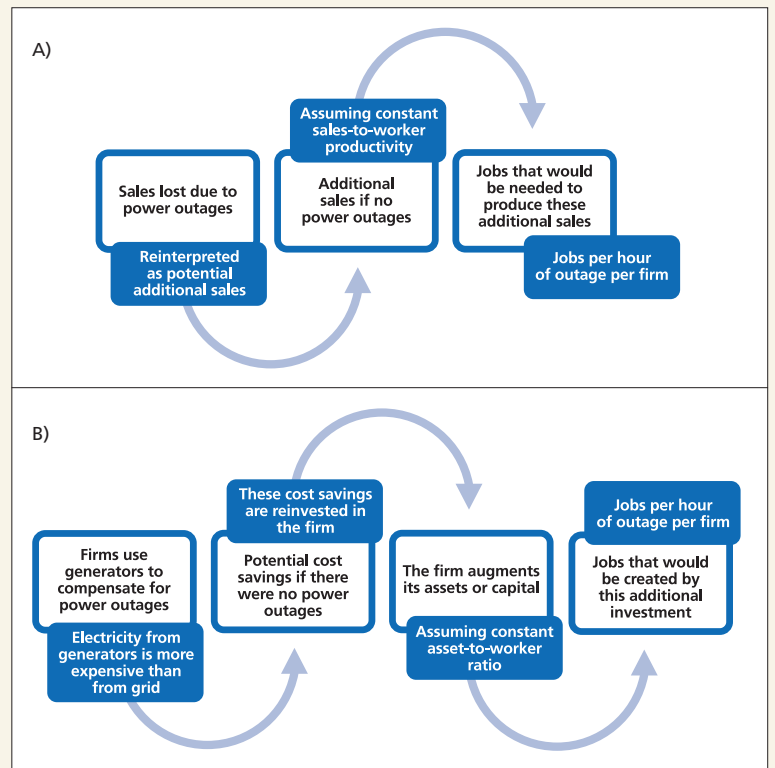 A)
Sales lost due to
power outages
Reinterpreted
as potential
additional sales
Assuming constant
sales-to-worker
productivity
Additional
sales if no
power outages
Jobs that would
be needed to
produce these
additional sales
Jobs per hour
of outage per firm
B)
Firms use
generators to
compensate for
power outages
Electricity from
generators is more
expensive than
from grid
These cost savings
are reinvested in
the firm
Potential cost
savings if there
were no power
outages
The firm augments
its assets or capital
Assuming constant
asset-to-worker
ratio
Jobs per hour
of outage per firm
Jobs that would
be created by
this additional
investment